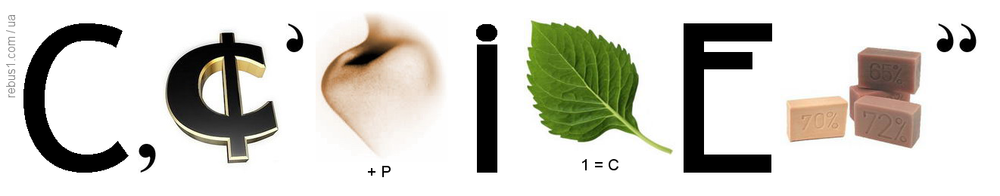 rebus1.com / ua
С , ¢ ’ i Е ’’
65%
70% 72%
+ Р 1 = С